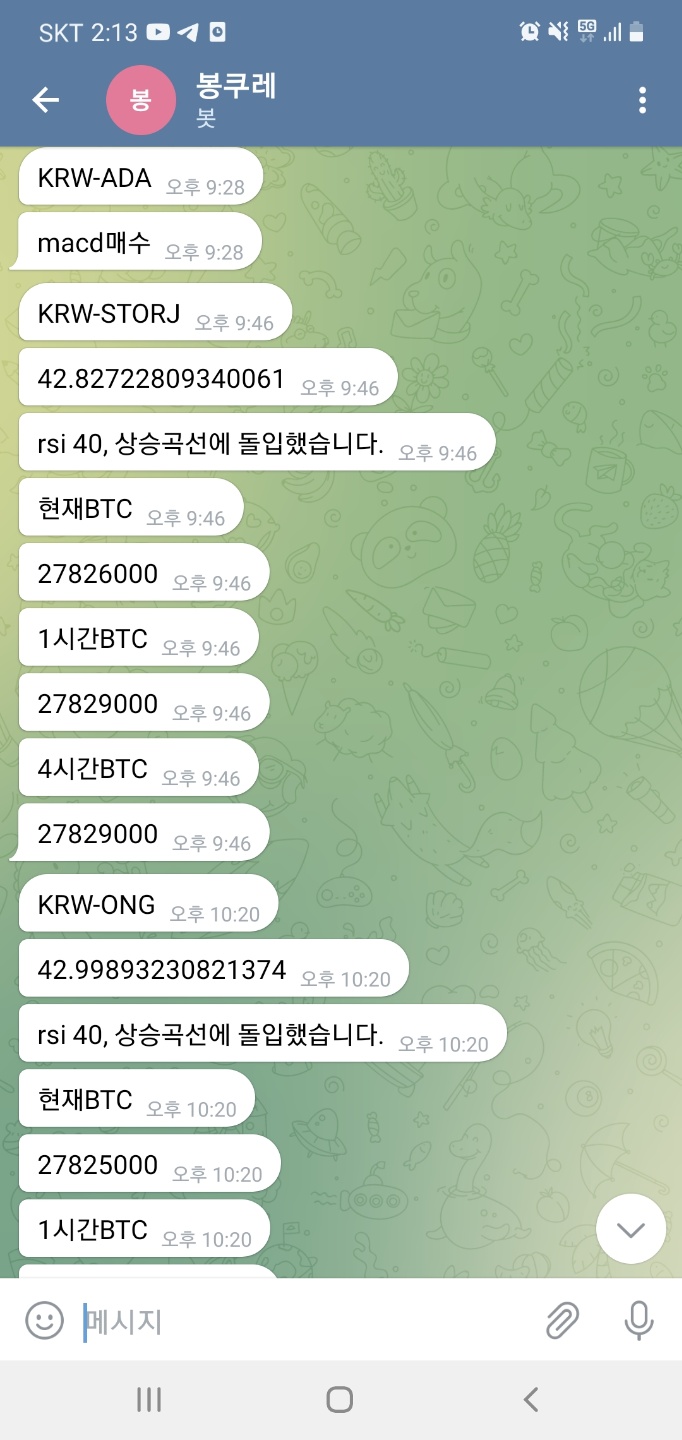 SKT 2:13
5G
봉
봉쿠레
봇
KRW-ADA 오후 9:28
macd매수 오후 9:28
KRW-STORJ 오후 9:46
42.82722809340061 오후 9:46
rsi 40, 상승곡선에 돌입했습니다. 오후 9:46
현재BTC 오후 9:46
27826000 오후 9:46
1시간BTC 오후 9:46
27829000 오후 9:46
4시간BTC 오후 9:46
27829000 오후 9:46
KRW-ONG 오후 10:20
42.99893230821374 오후 10:20
rsi 40, 상승곡선에 돌입했습니다. 오후 10:20
현재BTC 오후 10:20
27825000 오후 10:20
1시간BTC 오후 10:20
메시지